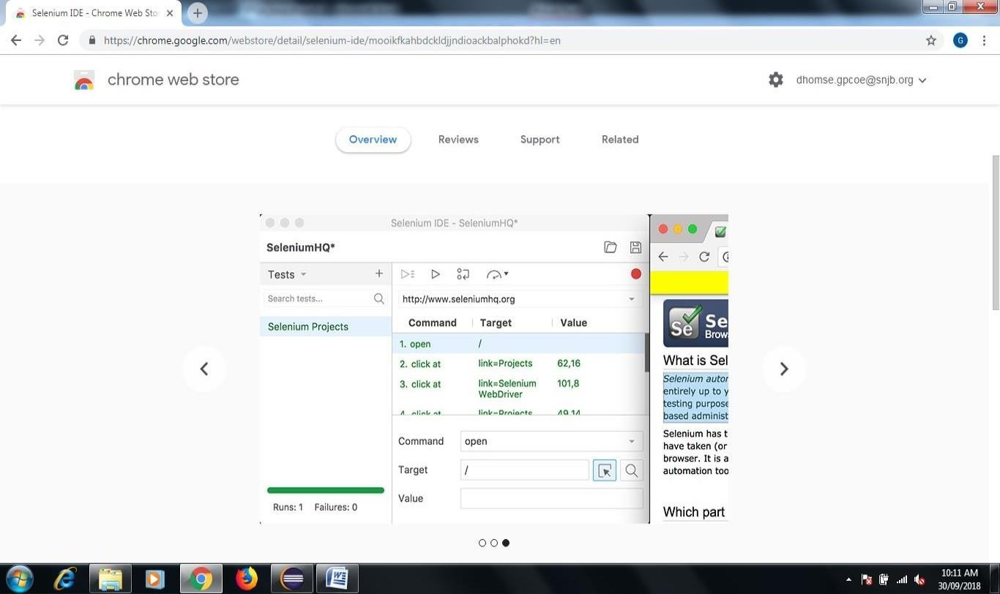 Selenium IDE - Chrome Web Sto
https://chrome.google.com/webstore/detail/selenium-ide/mooikfkahbdckldjjndioackbalphokd?hl=en
G
chrome web store
dhomse.gpcoe@snjb.org
Overview Reviews Support Related
Selenium IDE - SeleniumHQ*
SeleniumHQ*
Tests
Search tests...
Selenium Projects
Runs: 1 Failures: 0
http://www.seleniumhq.org
Command Target Value
1. open /
2. click at link=Projects 62,16
3. click at link=Selenium 101,8
WebDriver
4. click at link=Projects 49,14
Command open
Target /
Value
Se Se
Brow
What is Sel
Selenium autor
entirely up to y
testing purpose
based administ
Selenium has t
have taken (or
browser. It is a
automation too
Which part
10:11 AM
30/09/2018